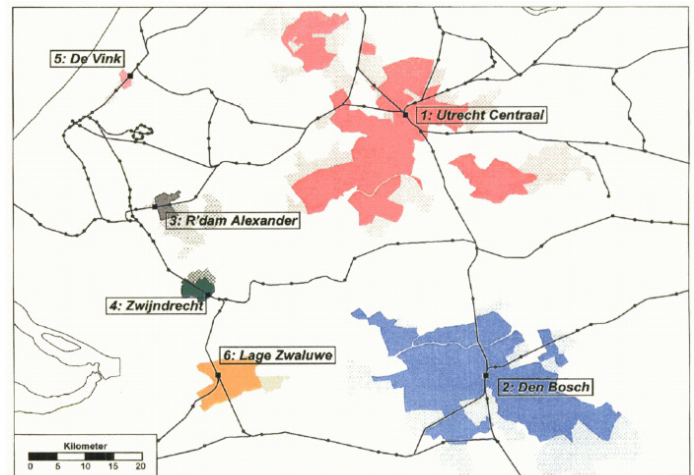 5: De Vink
1: Utrecht Centraal
3: R'dam Alexander
4: Zwijndrecht
6: Lage Zwaluwe
2: Den Bosch
Kilometer
0 5 10 15 20